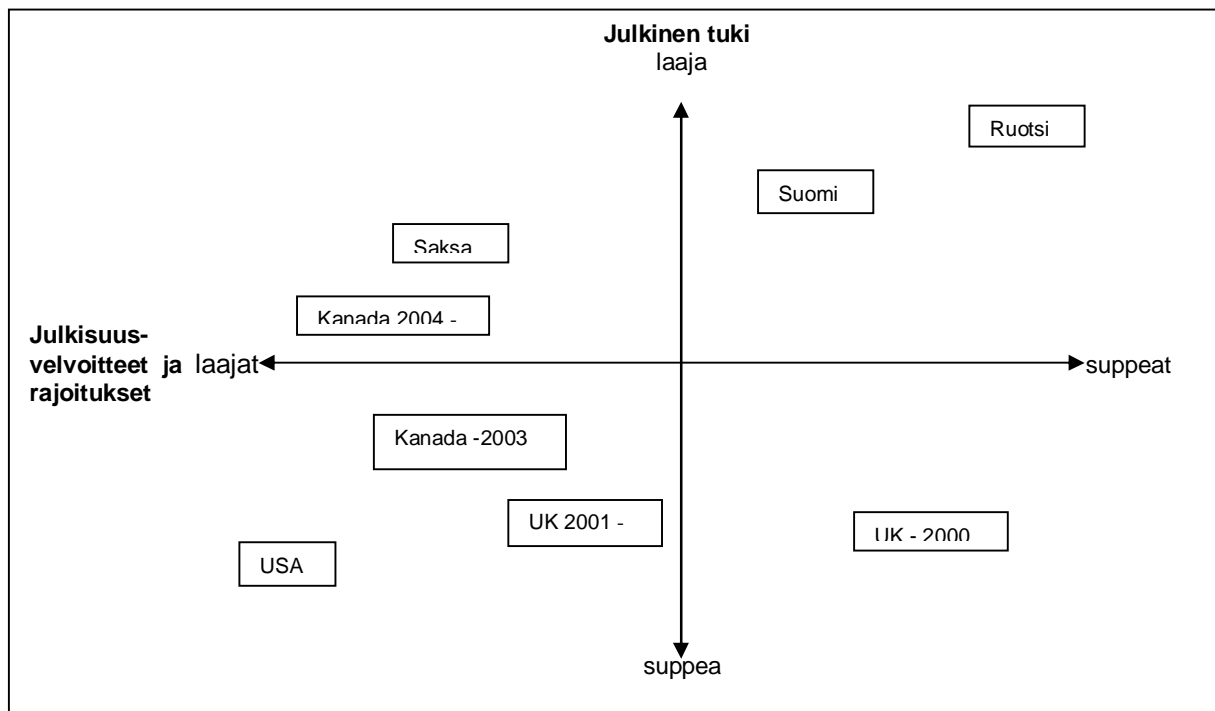 Julkinen tuki
laaja
Ruotsi
Suomi
Saksa
Kanada 2004 -
Julkisuus-
velvoitteet ja
rajoitukset
laajat
suppeat
Kanada -2003
UK 2001 -
UK - 2000
USA
suppea